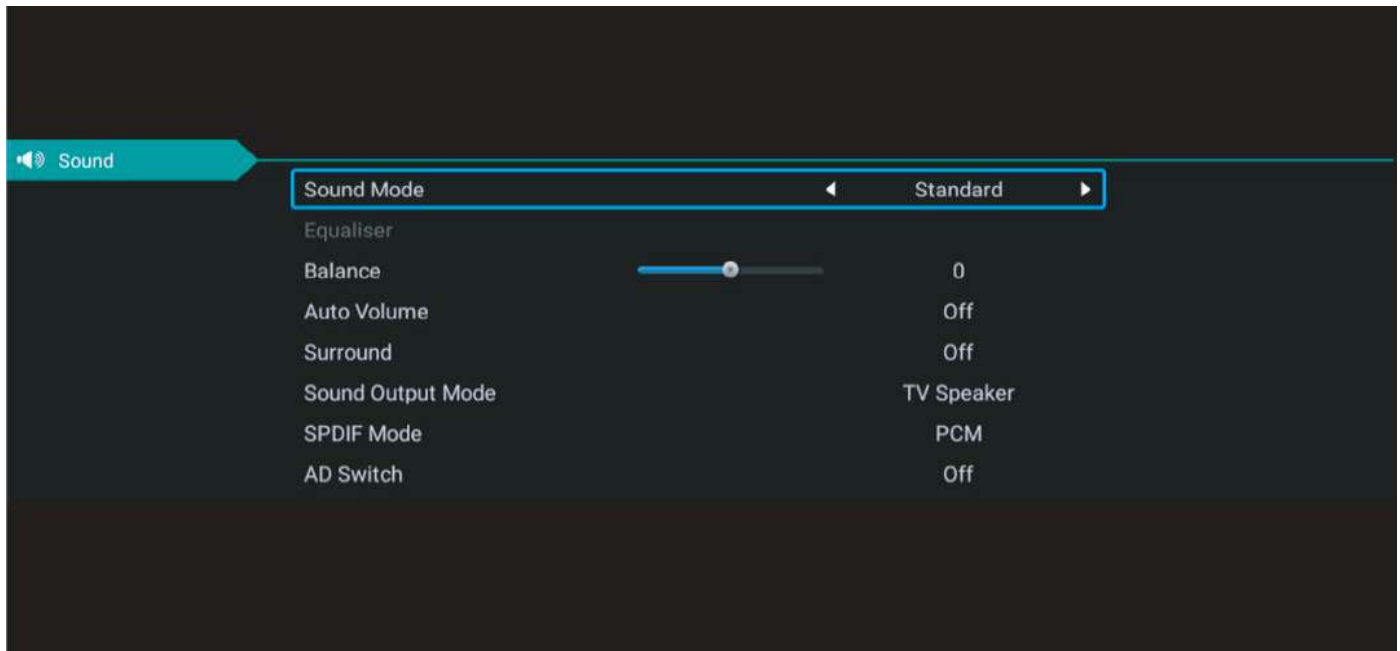 Sound
Sound Mode Standard
Equaliser
Balance 0
Auto Volume Off
Surround Off
Sound Output Mode TV Speaker
SPDIF Mode PCM
AD Switch Off